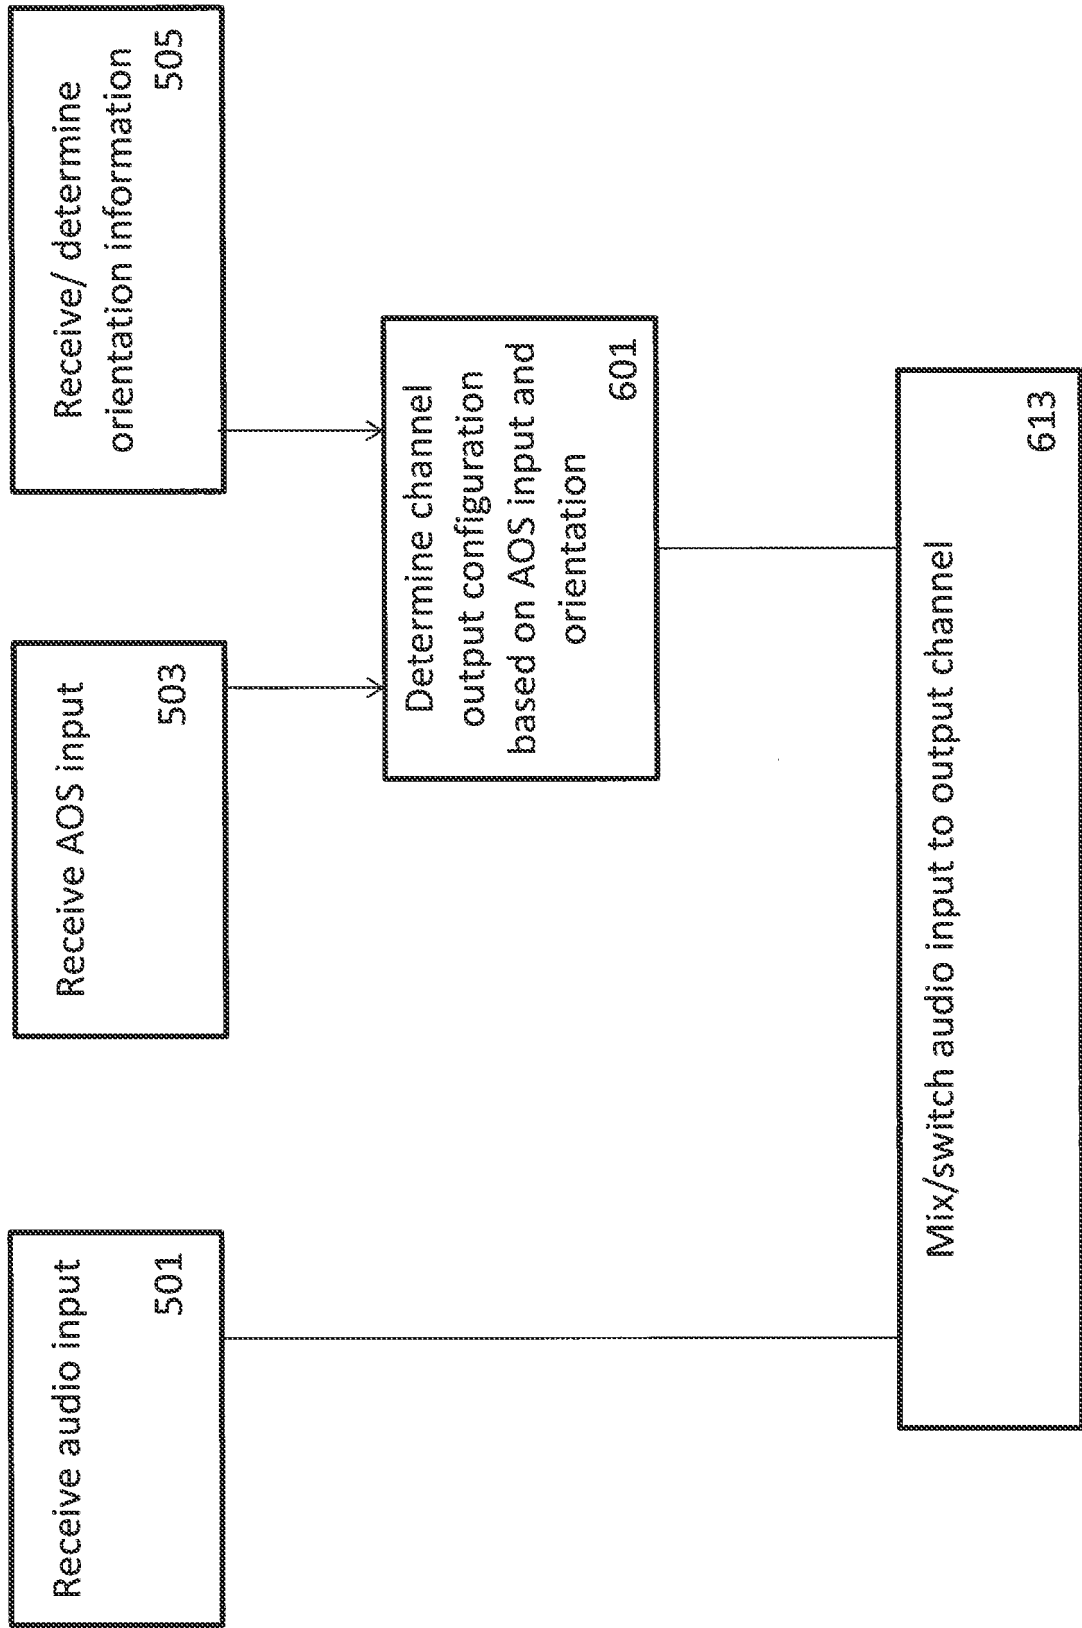 Receive audio input
501
Receive AOS input
503
Receive/ determine
orientation information
505
Determine channel
output configuration
based on AOS input and
orientation
601
Mix/switch audio input to output channel
613